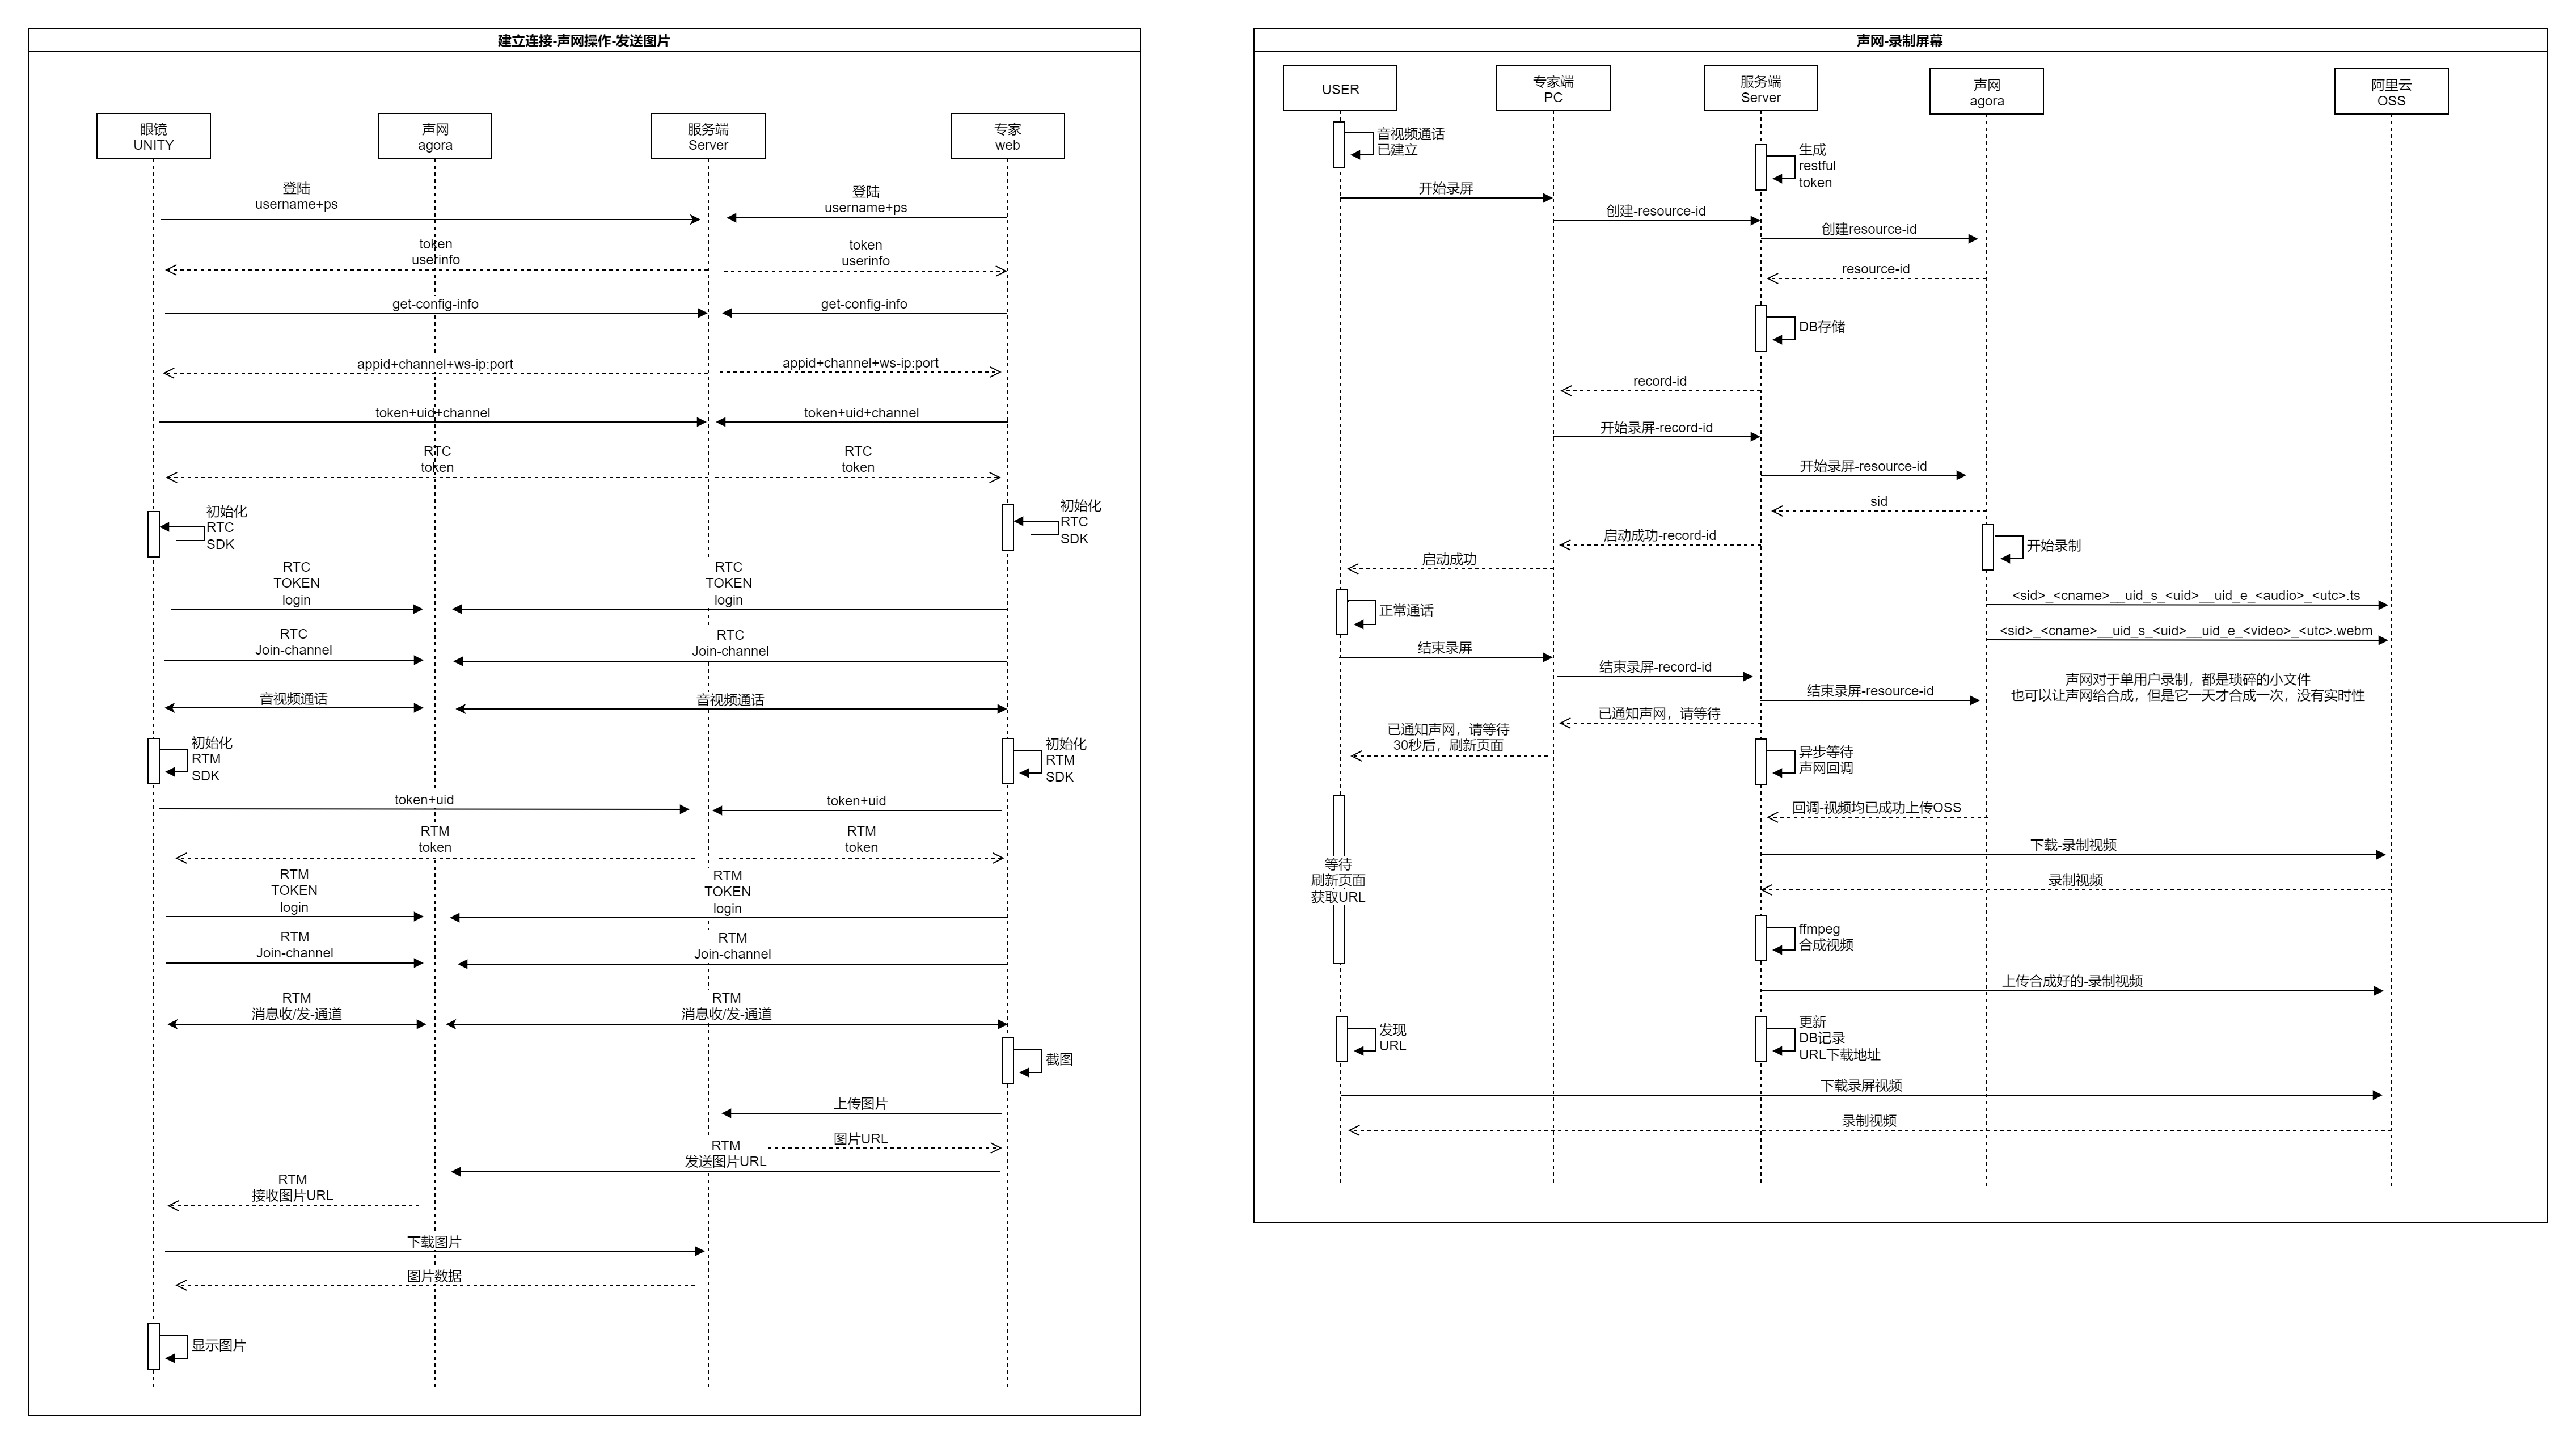 建立连接-声网操作-发送图片
眼镜
UNITY
声网
agora
服务端
Server
专家
web
登陆
username+ps
登陆
username+ps
token
userinfo
token
userinfo
get-config-info
get-config-info
appid+channel+ws-ip:port
appid+channel+ws-ip:port
token+uid+channel
token+uid+channel
RTC
token
RTC
token
初始化
RTC
SDK
初始化
RTC
SDK
RTC
TOKEN
login
RTC
TOKEN
login
RTC
Join-channel
RTC
Join-channel
音视频通话
音视频通话
初始化
RTM
SDK
初始化
RTM
SDK
token+uid
token+uid
RTM
token
RTM
token
RTM
TOKEN
login
RTM
TOKEN
login
RTM
Join-channel
RTM
Join-channel
RTM
消息收/发-通道
RTM
消息收/发-通道
截图
上传图片
图片URL
RTM
发送图片URL
RTM
接收图片URL
下载图片
图片数据
显示图片
声网-录制屏幕
USER
专家端
PC
服务端
Server
声网
agora
阿里云
OSS
音视频通话
已建立
生成
restful
token
开始录屏
创建-resource-id
创建resource-id
resource-id
DB存储
record-id
开始录屏-record-id
开始录屏-resource-id
sid
启动成功-record-id
开始录制
启动成功
<sid>_<cname>__uid_s_<uid>__uid_e_<audio>_<utc>.ts
正常通话
<sid>_<cname>__uid_s_<uid>__uid_e_<video>_<utc>.webm
结束录屏
结束录屏-record-id
结束录屏-resource-id
声网对于单用户录制，都是琐碎的小文件
也可以让声网给合成，但是它一天才合成一次，没有实时性
已通知声网，请等待
已通知声网，请等待
30秒后，刷新页面
异步等待
声网回调
回调-视频均已成功上传OSS
下载-录制视频
等待
刷新页面
获取URL
录制视频
ffmpeg
合成视频
上传合成好的-录制视频
发现
URL
更新
DB记录
URL下载地址
下载录屏视频
录制视频